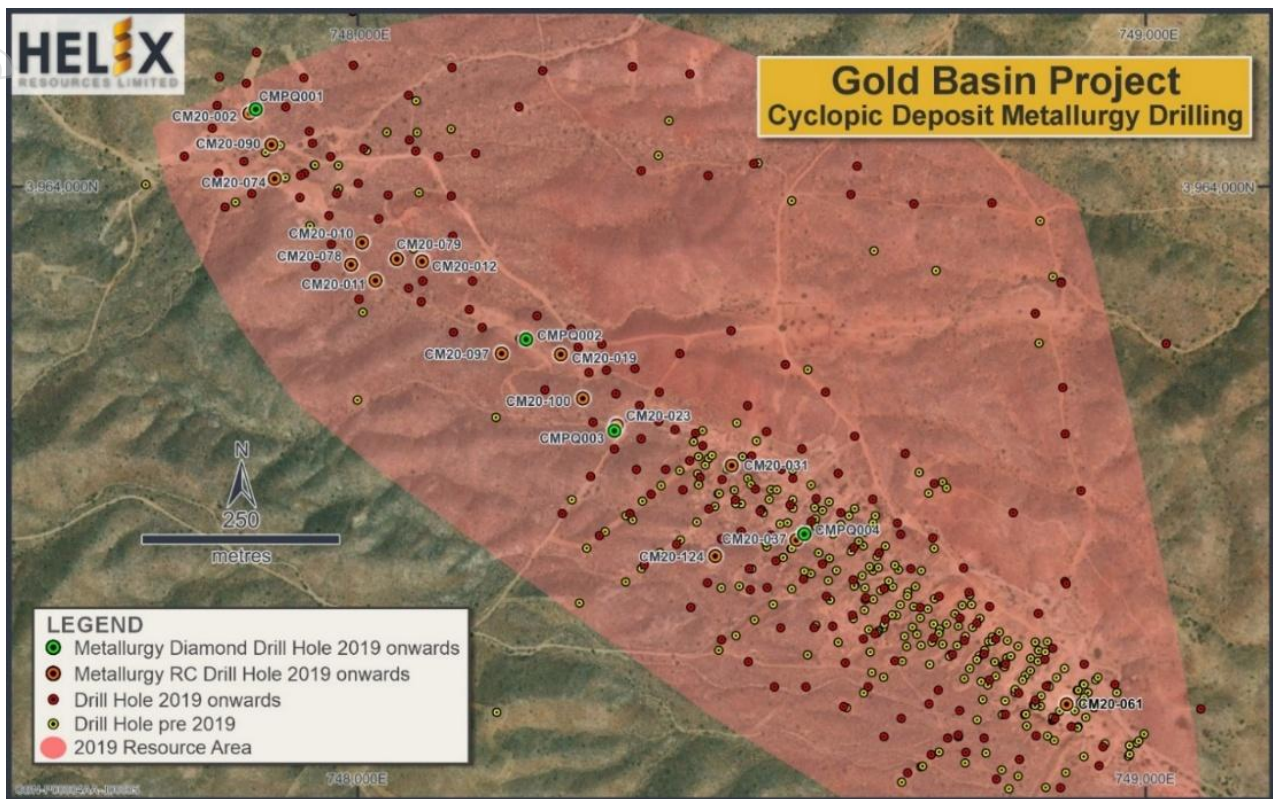 HELIX
RESOURCES LIMITED
748,000E
749,000E
Gold Basin Project
Cyclopic Deposit Metallurgy Drilling
CMPQ001
CM20-002
CM20-090
CM20-074
3,964,000N
3,964,000N
CM20-010
CM20-079
CM20-078
CM20-012
CM20-011
CMPQ002
CM20-097
CM20-019
CM20-100
CM20-023
CMPQ003
CM20-031
CMPQ004
CM20-037
CM20-124
CM20-061
N
250
metres
LEGEND
Metallurgy Diamond Drill Hole 2019 onwards
Metallurgy RC Drill Hole 2019 onwards
Drill Hole 2019 onwards
Drill Hole pre 2019
2019 Resource Area
748,000E
749,000E